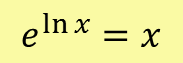 e^{\ln x} = x